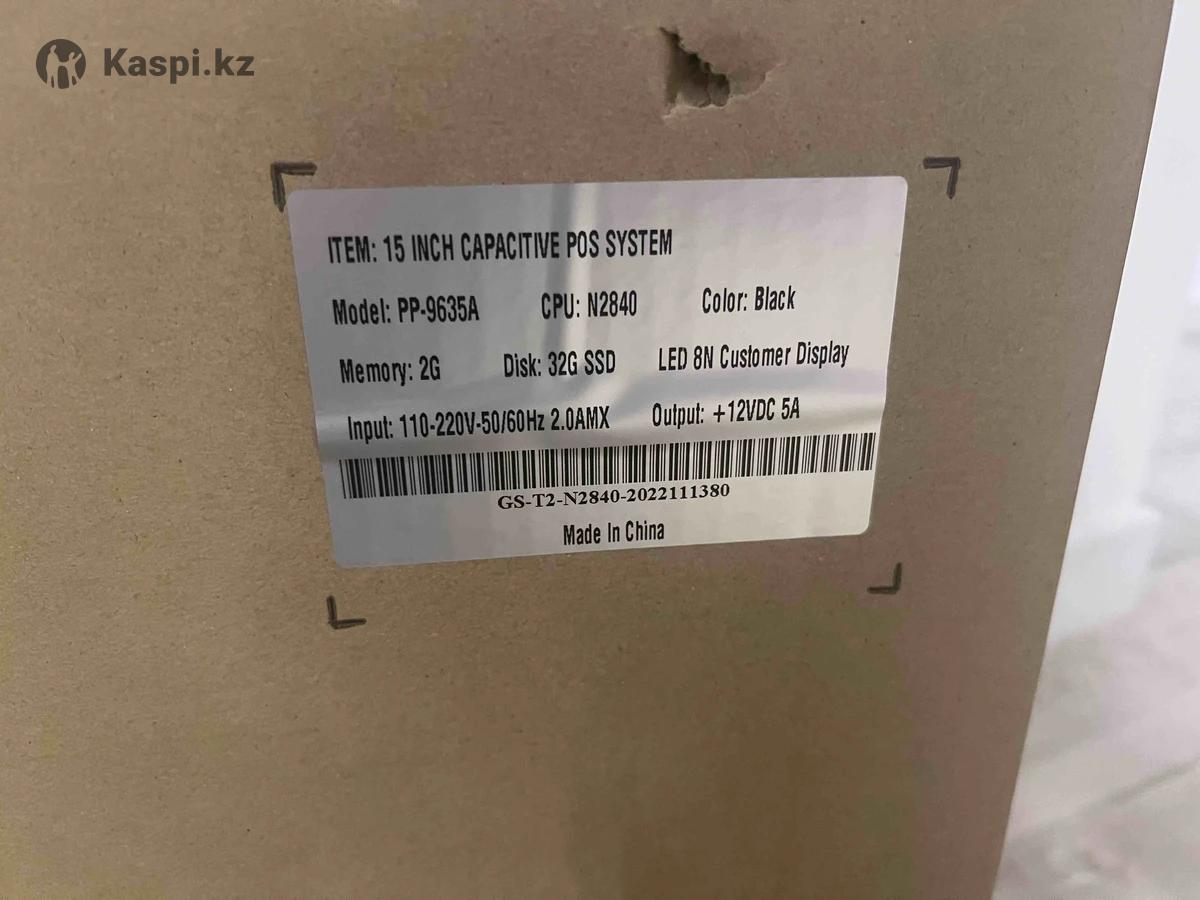 Kaspi.kz
ITEM: 15 INCH CAPACITIVE POS SYSTEM
Model: PP-9635A CPU: N2840 Color: Black
Memory: 2G Disk: 32G SSD LED 8N Customer Display
Input: 110-220V-50/60Hz 2.0AMX Output: +12VDC 5A
GS-T2-N2840-2022111380
Made In China